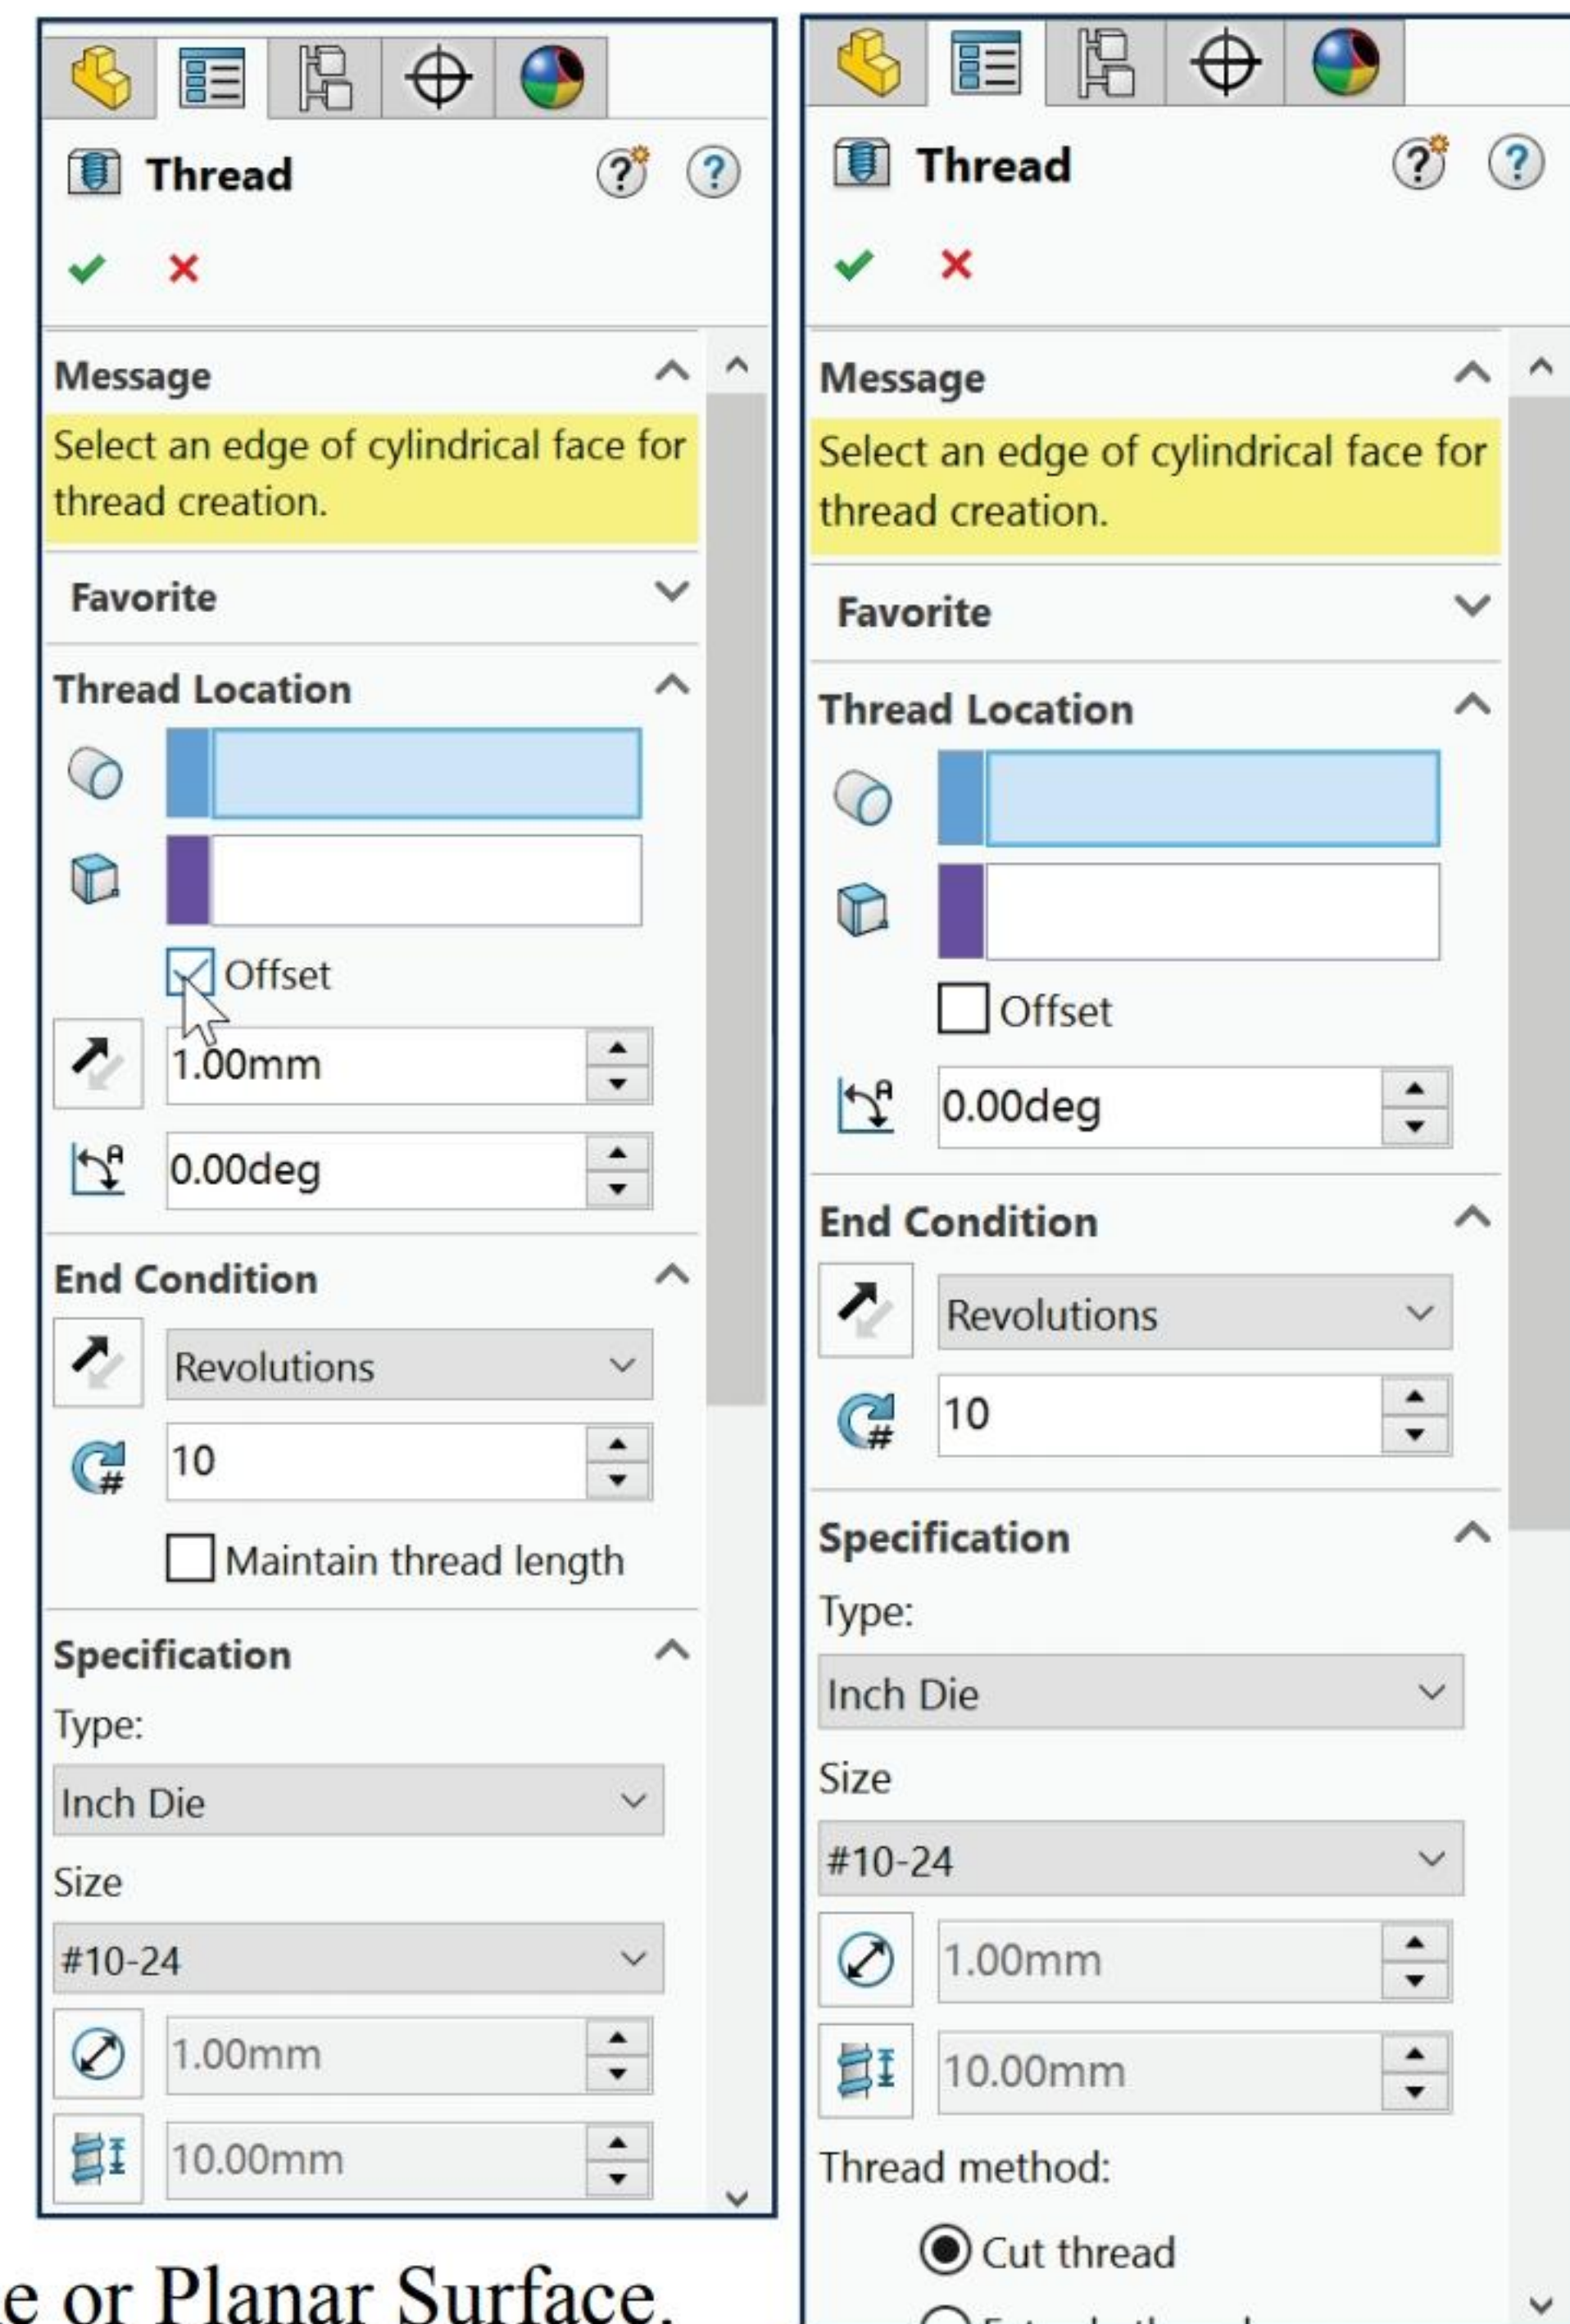 Thread
Message
Select an edge of cylindrical face for
thread creation.
Favorite
Thread Location
Offset
1.00mm
0.00deg
End Condition
Revolutions
10
Maintain thread length
Specification
Type:
Inch Die
Size
#10-24
1.00mm
10.00mm
e or Planar Surface.
Thread
Message
Select an edge of cylindrical face for
thread creation.
Favorite
Thread Location
Offset
0.00deg
End Condition
Revolutions
10
Specification
Type:
Inch Die
Size
#10-24
1.00mm
10.00mm
Thread method:
Cut thread